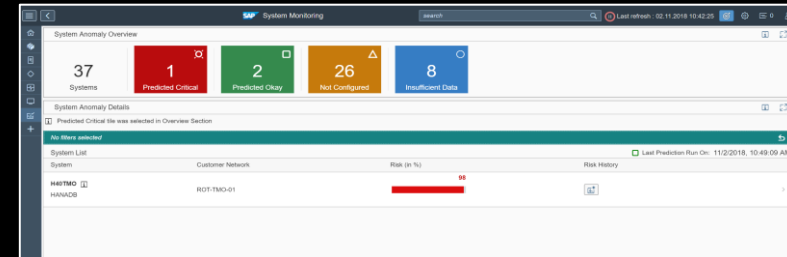 SAP System Monitoring
search
Last refresh : 02.11.2018 10:42:25
0
System Anomaly Overview
37
Systems
1
Predicted Critical
2
Predicted Okay
26
Not Configured
8
Insufficient Data
System Anomaly Details
Predicted Critical tile was selected in Overview Section
No filters selected
System List
Last Prediction Run On: 11/2/2018, 10:49:09
System Customer Network Risk (in %) Risk History
98
H40TMO
HANADB
ROT-TMO-01